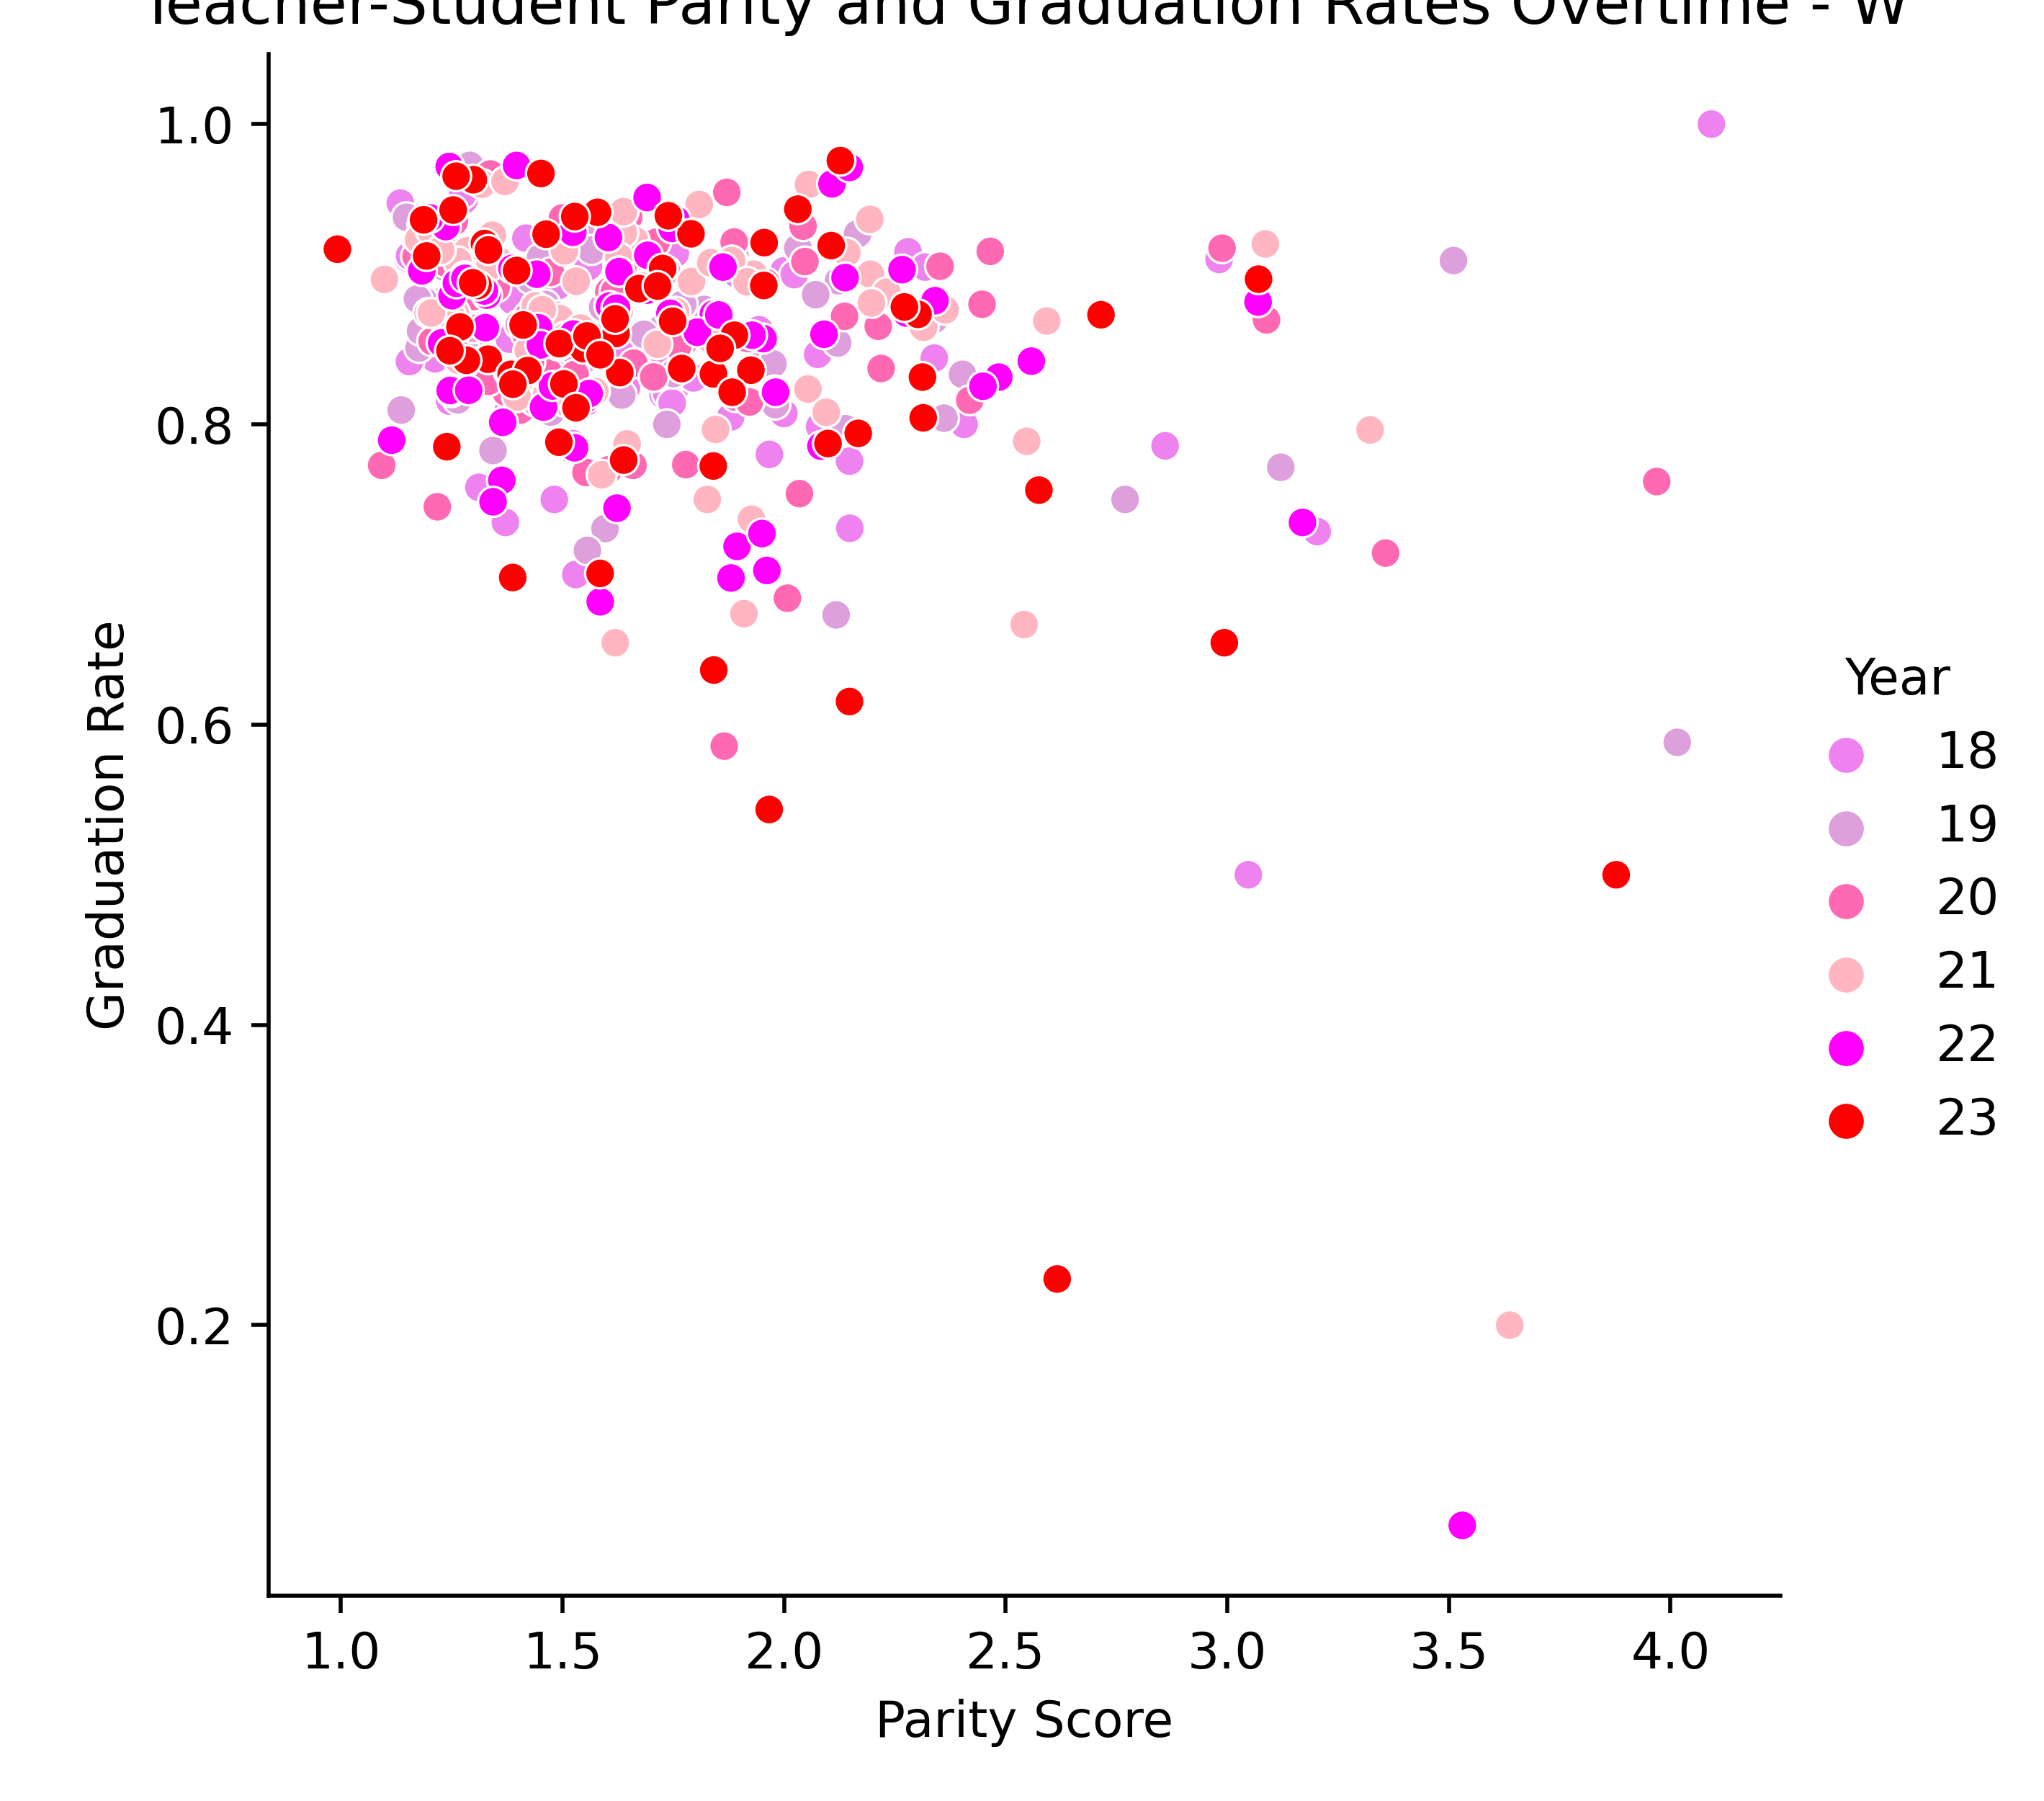 Teacher-Student Parity and Graduation Rates Overtime - W
1.0
0.8
0.6
0.4
0.2
Graduation Rate
1.0 1.5 2.0 2.5 3.0 3.5 4.0
Parity Score
Year
18
19
20
21
22
23